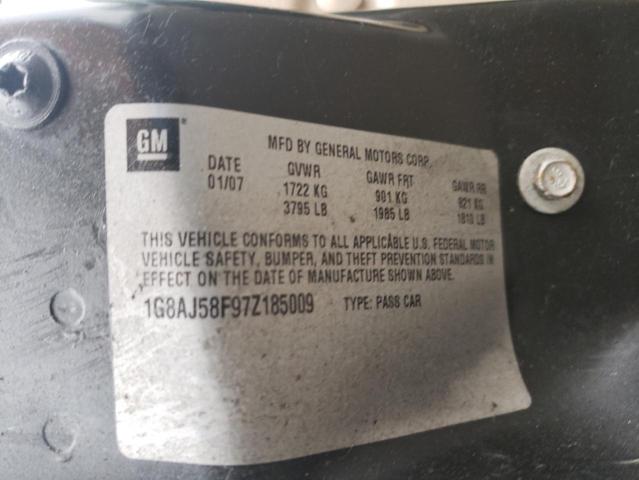 GM ®
MFD BY GENERAL MOTORS CORP.
DATE GVWR GAWR FRT GAWR RR
01/07 1722 KG 901 KG 821 KG
3795 LB 1985 LB 1810 LB
THIS VEHICLE CONFORMS TO ALL APPLICABLE U.S. FEDERAL MOTOR
VEHICLE SAFETY, BUMPER, AND THEFT PREVENTION STANDARDS IN
EFFECT ON THE DATE OF MANUFACTURE SHOWN ABOVE.
1G8AJ58F97Z185009 TYPE: PASS CAR